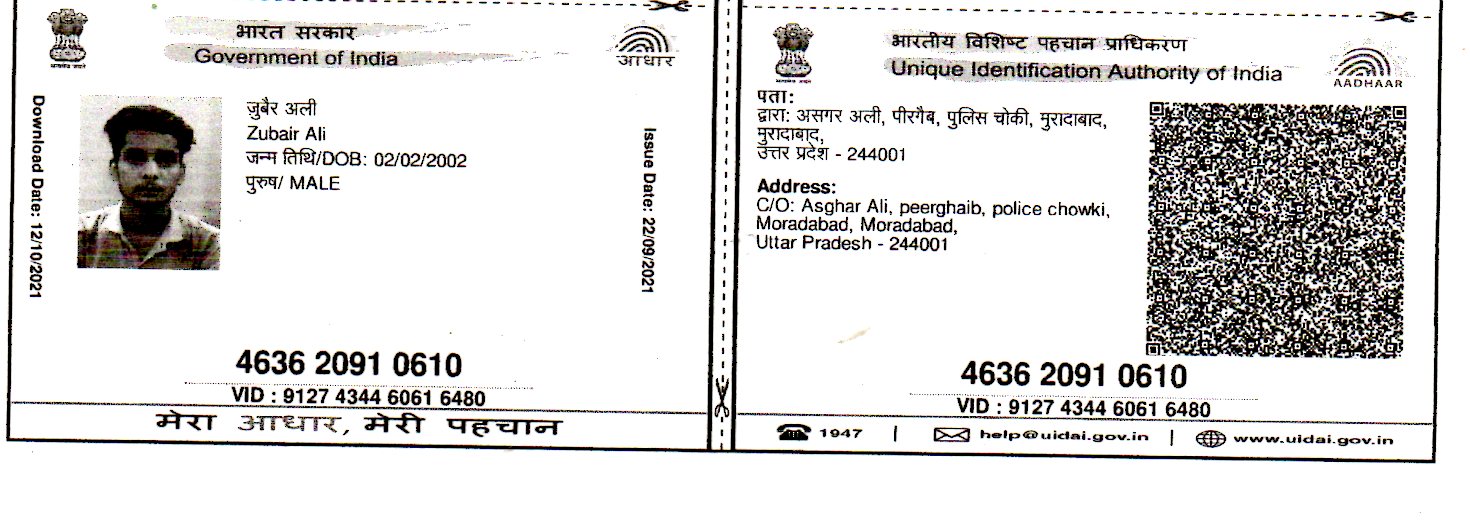 भारत सरकार
Government of India
आधार
Download Date: 12/10/2021
ज़ुबैर अली
Zubair Ali
जन्म तिथि/DOB: 02/02/2002
पुरुष/ MALE
Issue Date: 22/09/2021
4636 2091 0610
VID : 9127 4344 6061 6480
मेरा आधार, मेरी पहचान
भारतीय विशिष्ट पहचान प्राधिकरण
Unique Identification Authority of India
AADHAAR
पता:
द्वारा: असगर अली, पीरगैब, पुलिस चोकी, मुरादाबाद,
मुरादाबाद,
उत्तर प्रदेश - 244001
Address:
C/O: Asghar Ali, peerghaib, police chowki,
Moradabad, Moradabad,
Uttar Pradesh - 244001
4636 2091 0610
VID : 9127 4344 6061 6480
1947 | help@uidai.gov.in | www.uidai.gov.in